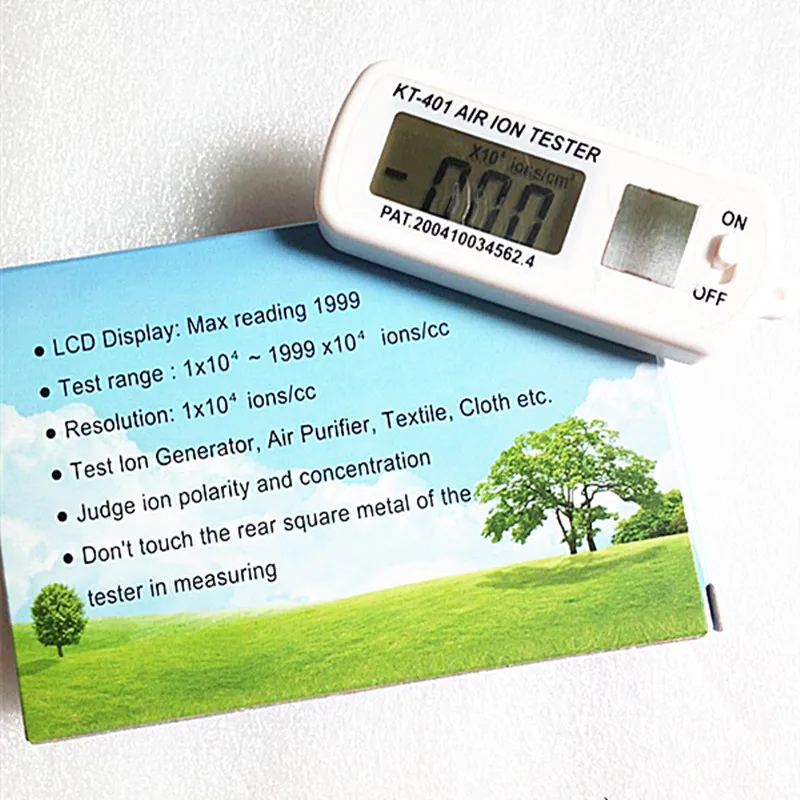 KT-401 AIR ION TESTER
X10⁴ ions/cm³
-000
PAT.200410034562.4
ON
OFF
● LCD Display: Max reading 1999
● Test range : 1x10⁴ ~ 1999 x10⁴ ions/cc
● Resolution: 1x10⁴ ions/cc
● Test Ion Generator, Air Purifier, Textile, Cloth etc.
● Judge ion polarity and concentration
● Don't touch the rear square metal of the
tester in measuring